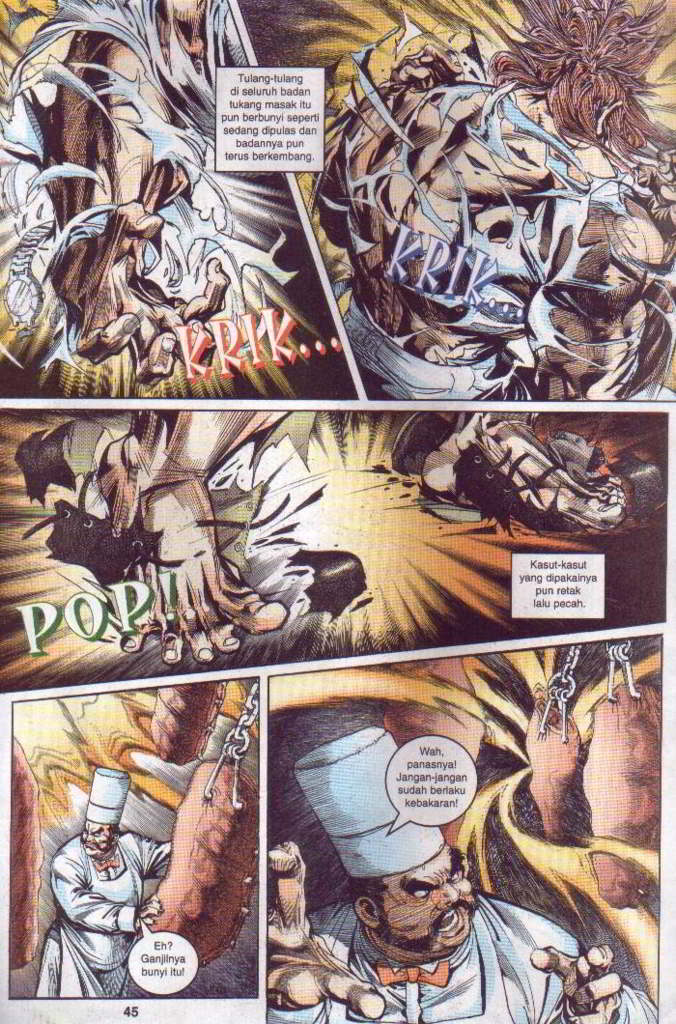 Tulang-tulang
di seluruh badan
tukang masak itu
pun berbunyi seperti
sedang dipulas dan
badannya pun
terus berkembang.
KRIK...
KRIK...
POP!
Kasut-kasut
yang dipakainya
pun retak
lalu pecah.
Eh?
Ganjilnya
bunyi itu!
Wah,
panasnya!
Jangan-jangan
sudah berlaku
kebakaran!
45